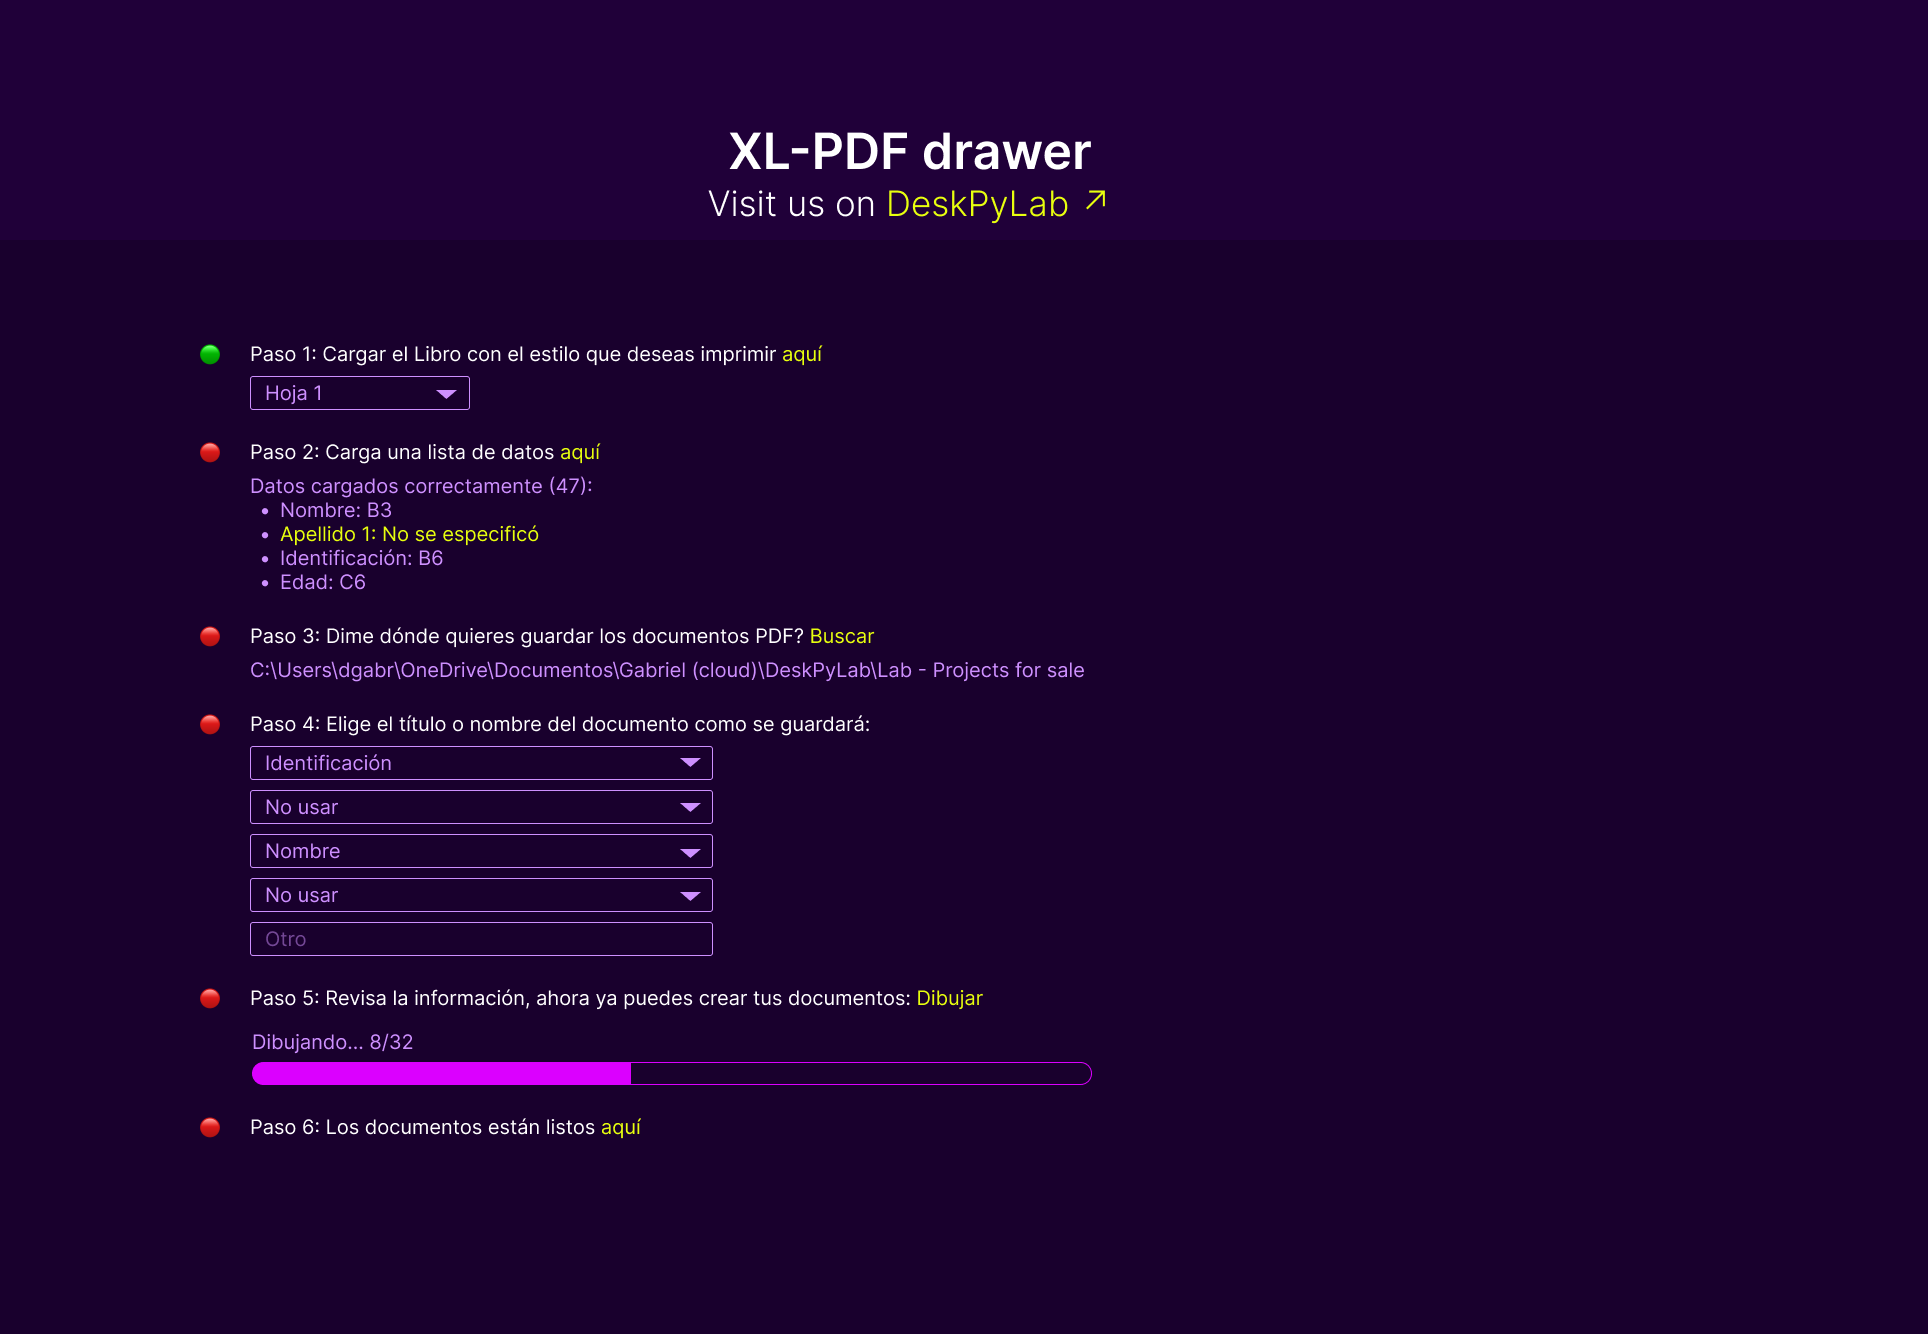 XL-PDF drawer
Visit us on DeskPyLab ↗
Paso 1: Cargar el Libro con el estilo que deseas imprimir aquí
Hoja 1
Paso 2: Carga una lista de datos aquí
Datos cargados correctamente (47):
• Nombre: B3
• Apellido 1: No se especificó
• Identificación: B6
• Edad: C6
Paso 3: Dime dónde quieres guardar los documentos PDF? Buscar
C:\Users\dgabr\OneDrive\Documentos\Gabriel (cloud)\DeskPyLab\Lab - Projects for sale
Paso 4: Elige el título o nombre del documento como se guardará:
Identificación
No usar
Nombre
No usar
Otro
Paso 5: Revisa la información, ahora ya puedes crear tus documentos: Dibujar
Dibujando... 8/32
Paso 6: Los documentos están listos aquí